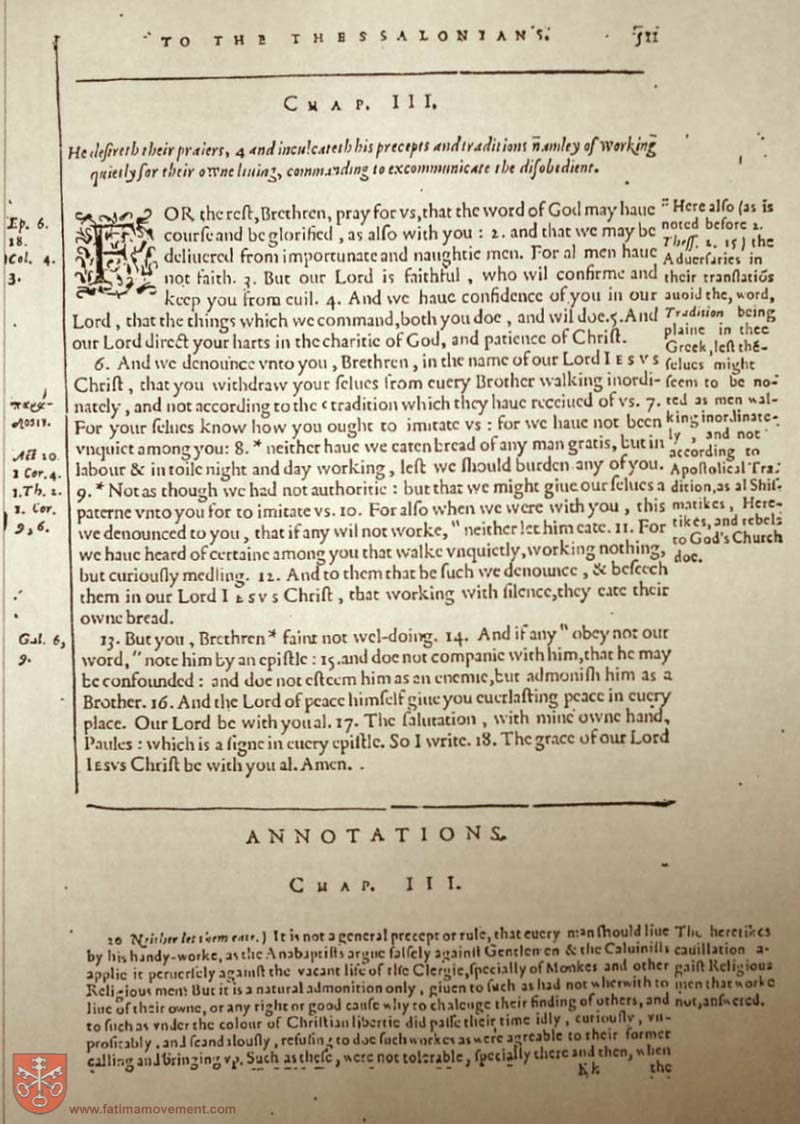 TO THE THESSALONIANS. 511
CHAP. III.
He desireth their praiers, 4 and inculcateth his precepts and traditions namley of working
quietly for their owne liuing, commanding to excommunicate the disobedient.
Ep. 6.
18.
Col. 4.
3.
Act 20.
1 Cor. 4.
1. Th. 2.
1. Cor.
9, 6.
Gal. 6,
9.
FOR the rest, Brethren, pray for vs, that the word of God may haue
course and be glorified, as also with you : 2. and that we may be
deliuered from importunate and naughtie men. For al men haue
not faith. 3. But our Lord is faithful, who wil confirme and
keep you from euil. 4. And we haue confidence of you in our
Lord, that the things which we command, both you doe, and wil doe. 5. And
our Lord direct your harts in the charitie of God, and patience of Christ.
6. And we denounce vnto you, Brethren, in the name of our Lord IESVS
Christ, that you withdraw your selues from euery Brother walking inordi-
nately, and not according to the ᶜ tradition which they haue receiued of vs. 7.
For your selues know how you ought to imitate vs : for we haue not been
vnquiet among you: 8. * neither haue we eaten bread of any man gratis, but in
labour & in toile night and day working, lest we should burden any of you.
9. * Not as though we had not authoritie : but that we might giue our selues a
paterne vnto you for to imitate vs. 10. For also when we were with you, this
we denounced to you, that if any wil not worke, " neither let him eate. 11. For
we haue heard of certaine among you that walke vnquietly, working nothing,
but curiously medling. 12. And to them that be such we denounce, & beseech
them in our Lord IESVS Christ, that working with silence, they eate their
owne bread.
13. But you, Brethren * faint not wel-doing. 14. And if any " obey not our
word, " note him by an epistle : 15. and doe not companie with him, that he may
be confounded : and doe not esteem him as an enemie, but admonish him as a
Brother. 16. And the Lord of peace himself giue you euerlasting peace in euery
place. Our Lord be with you al. 17. The salutation, with mine owne hand,
Paules : which is a signe in euery epistle. So I write. 18. The grace of our Lord
IESVS Christ be with you al. Amen.
" Here also (as is
noted before 2.
Thess. 2. 15) the
Aduersaries in
their translatiōs
auoid the, word,
Tradition being
plaine in thee
Greek, lest thē-
selues might
seem to be no-
ted as men wal-
king inordinate-
ly, and not
according to
Apostolical Tra:
dition, as al Schis-
matikes, Here-
tikes, and rebels
to God's Church
doe.
ANNOTATIONS.
CHAP. III.
10 Neither let them eate.) It is not a general precept or rule, that euery man should liue
by his handy-worke, as the Anabaptists argue falsely against Gentlemen & the Caluinists
applie it peruersely against the vacant life of the Clergie, specially of Monkes and other
Religious men: But it is a natural admonition only, giuen to such as had not wherwith to
liue of their owne, or any right or good cause why to chalenge their finding of others, and
to such as vnder the colour of Christian libertie did passe their time idly, curiously, vn-
profitably, and scandalously, refusing to doe such workes as were agreable to their former
calling and bringing vp. Such as these, were not tolerable, specially there and then, when
The heretikes
cauillation a-
gaist Religious
men that worke
not, answered.
Kk the
www.fatimamovement.com